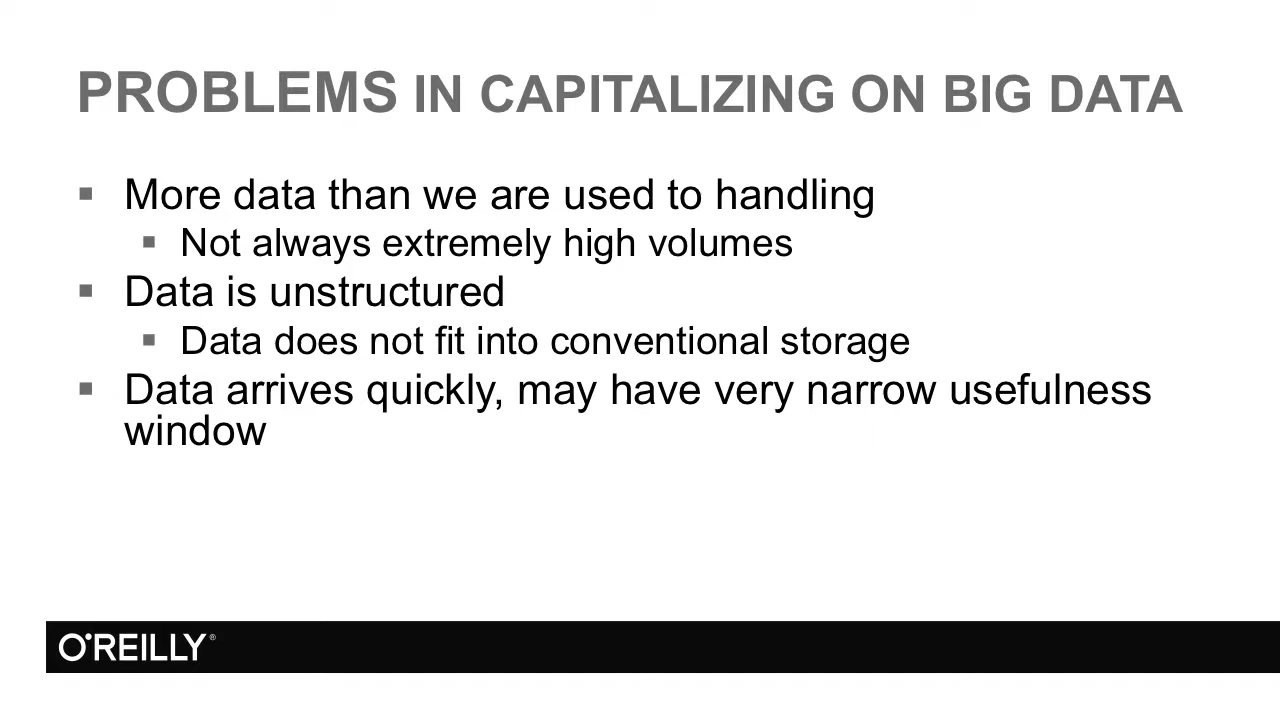 PROBLEMS IN CAPITALIZING ON BIG DATA
▪ More data than we are used to handling
▪ Not always extremely high volumes
▪ Data is unstructured
▪ Data does not fit into conventional storage
▪ Data arrives quickly, may have very narrow usefulness
window
O'REILLY®